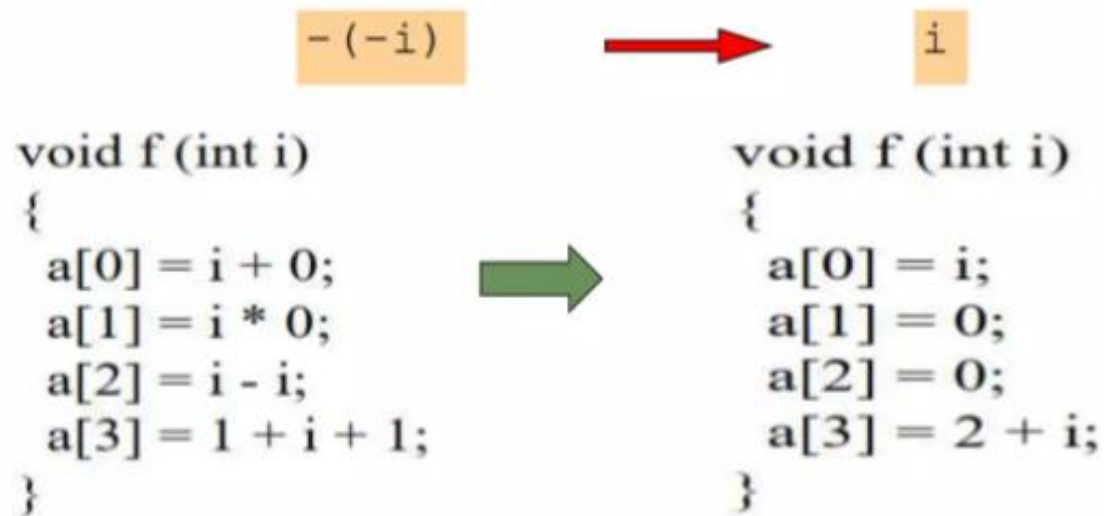 -(-i)
i
void f (int i)
{
a[0] = i + 0;
a[1] = i * 0;
a[2] = i - i;
a[3] = 1 + i + 1;
}
void f (int i)
{
a[0] = i;
a[1] = 0;
a[2] = 0;
a[3] = 2 + i;
}